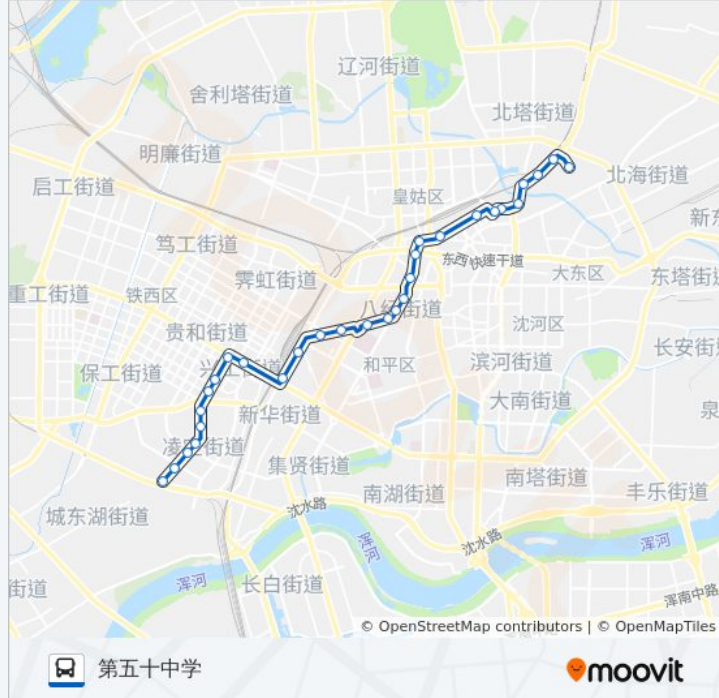 辽河街道
舍利塔街道
北塔街道
明廉街道
北海街道
启工街道
皇姑区
新东
笃工街道
东西快速干道
大东区
东塔街道
霁虹街道
重工街道
铁西区
八经街道
沈河区
贵和街道
长安街道
兴工街道
和平区
滨河街道
保工街道
大南街道
新华街道
泉
凌空街道
集贤街道
南塔街道
南湖街道
丰乐街道
沈水路
城东湖街道
沈水路
浑河
浑河
浑河
长白街道
街道
浑南中路
© OpenStreetMap contributors | © OpenMapTiles
第五十中学
moovit